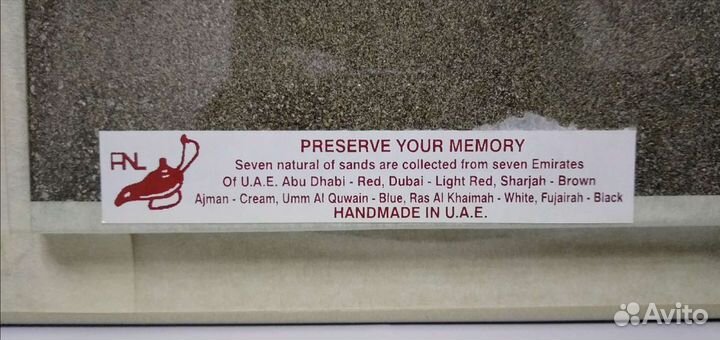 ANL
PRESERVE YOUR MEMORY
Seven natural of sands are collected from seven Emirates
Of U.A.E. Abu Dhabi - Red, Dubai - Light Red, Sharjah - Brown
Ajman - Cream, Umm Al Quwain - Blue, Ras Al Khaimah - White, Fujairah - Black
HANDMADE IN U.A.E.
Avito